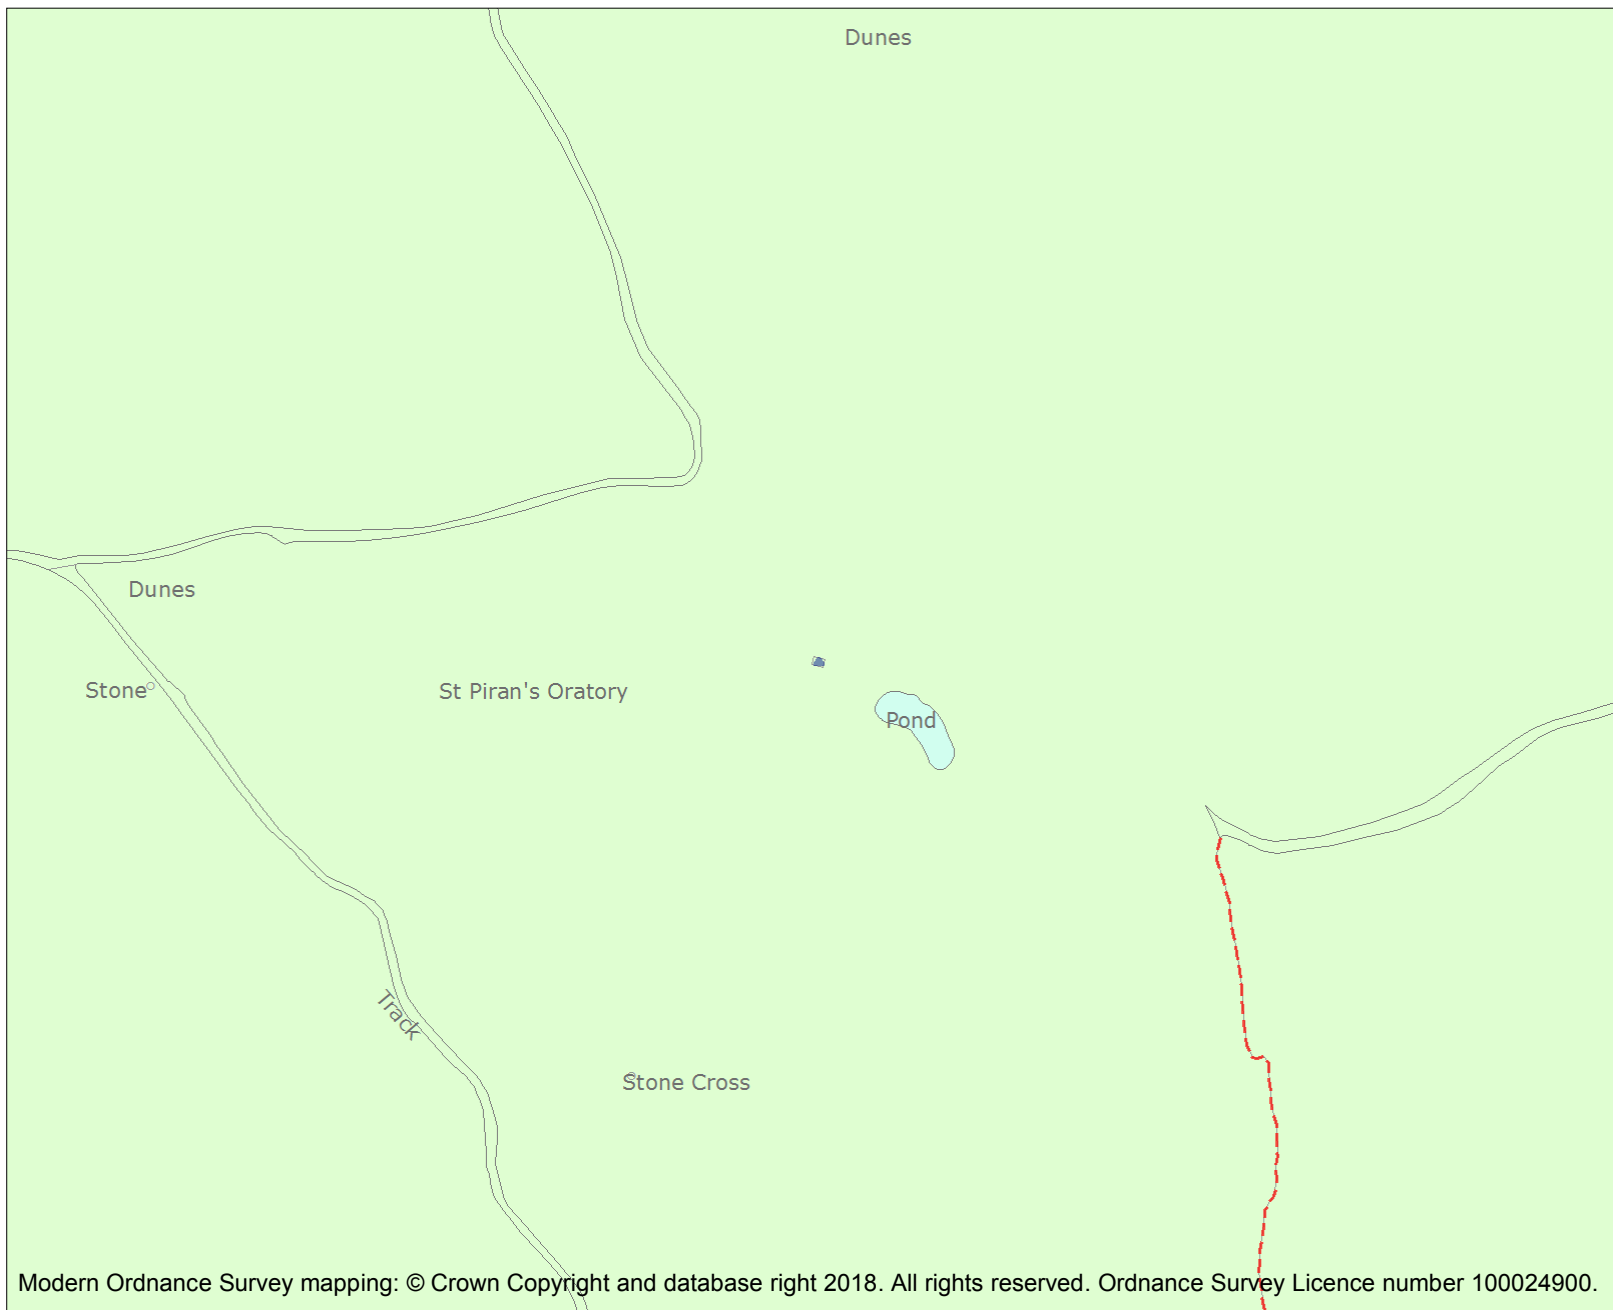 Dunes
Dunes
Stone
St Piran's Oratory
Pond
Track
Stone Cross
Modern Ordnance Survey mapping: © Crown Copyright and database right 2018. All rights reserved. Ordnance Survey Licence number 100024900.